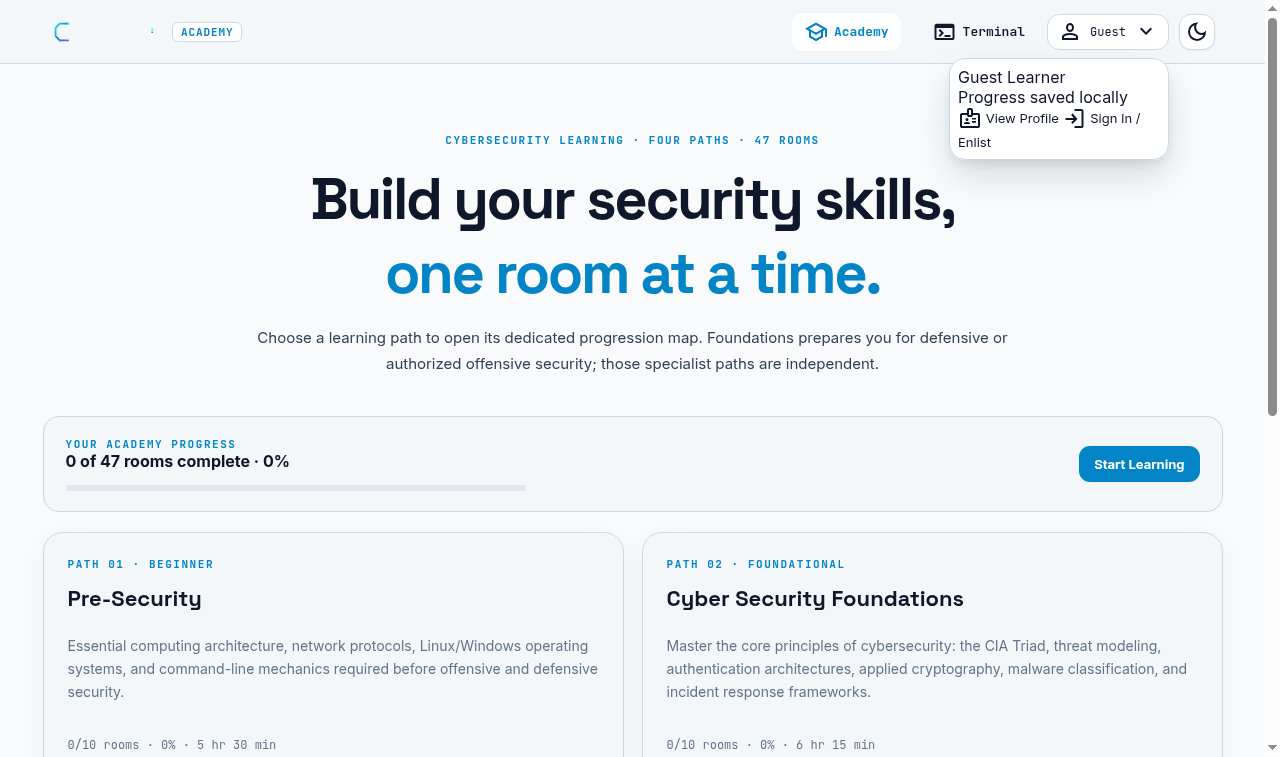 ACADEMY
Academy
Terminal
Guest
Guest Learner
Progress saved locally
View Profile Sign In /
Enlist
CYBERSECURITY LEARNING · FOUR PATHS · 47 ROOMS
Build your security skills,
one room at a time.
Choose a learning path to open its dedicated progression map. Foundations prepares you for defensive or
authorized offensive security; those specialist paths are independent.
YOUR ACADEMY PROGRESS
0 of 47 rooms complete · 0%
Start Learning
PATH 01 · BEGINNER
Pre-Security
Essential computing architecture, network protocols, Linux/Windows operating
systems, and command-line mechanics required before offensive and defensive
security.
0/10 rooms · 0% · 5 hr 30 min
PATH 02 · FOUNDATIONAL
Cyber Security Foundations
Master the core principles of cybersecurity: the CIA Triad, threat modeling,
authentication architectures, applied cryptography, malware classification, and
incident response frameworks.
0/10 rooms · 0% · 6 hr 15 min